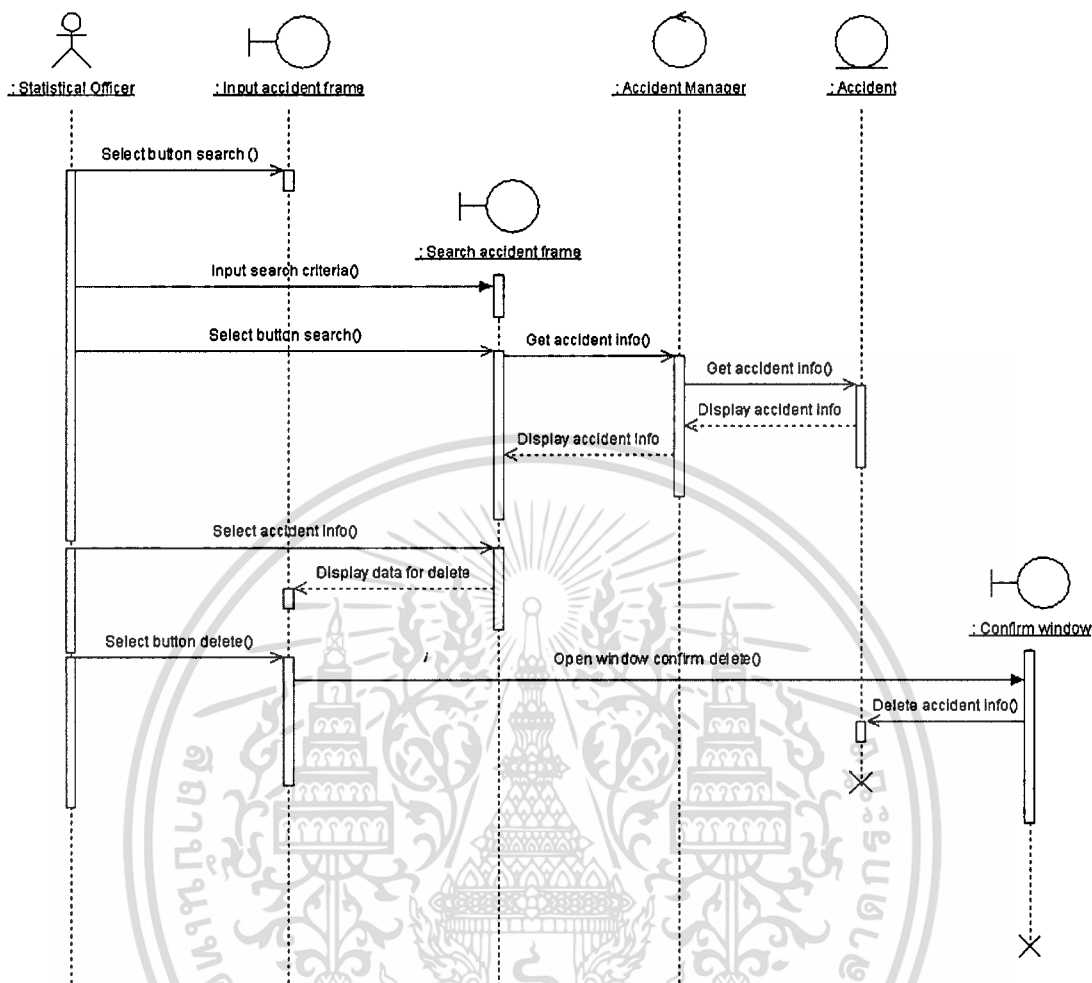 : Statistical Officer
: Input accident frame
: Accident Manager
: Accident
Select button search ()
: Search accident frame
Input search criteria()
Select button search()
Get accident info()
Get accident info()
Display accident info
Display accident info
Select accident info()
Display data for delete
: Confirm window
Select button delete()
Open window confirm delete()
Delete accident info()